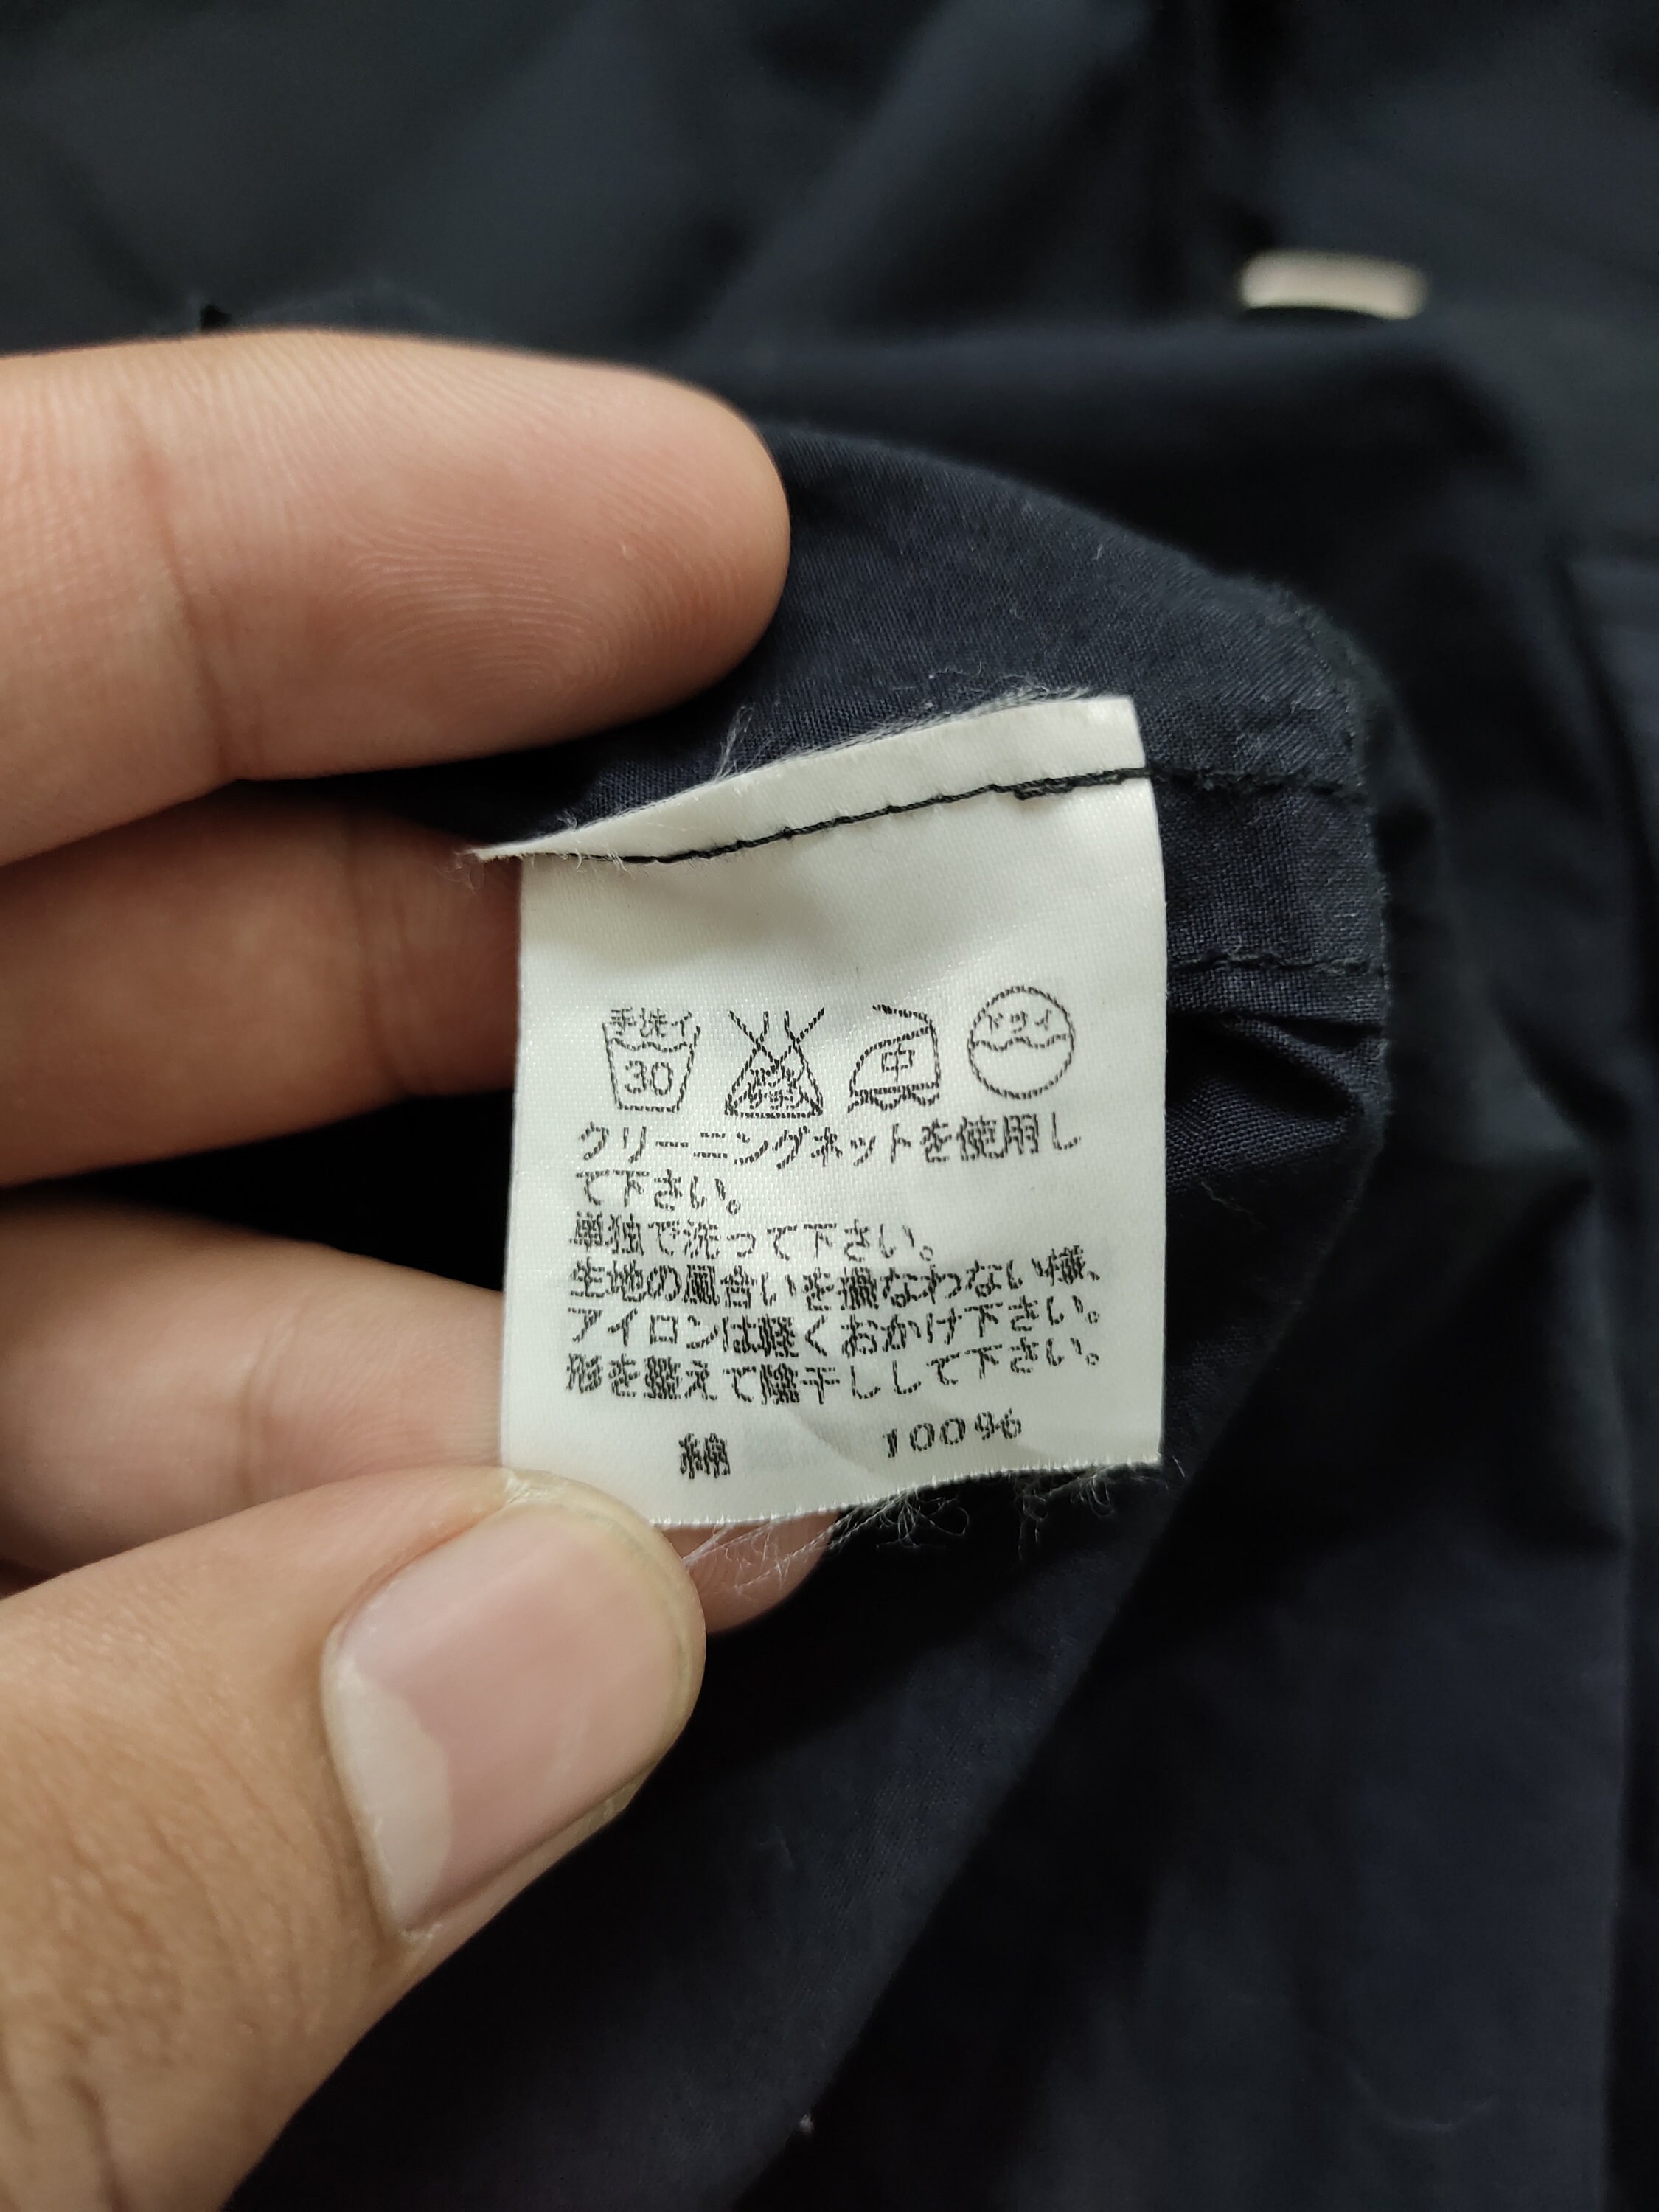 手洗イ
30
中
ドライ
クリーニングネットを使用し
て下さい。
単独で洗って下さい。
生地の風合いを損なわない様、
アイロンは軽くおかけ下さい。
形を整えて陰干しして下さい。
綿 100%